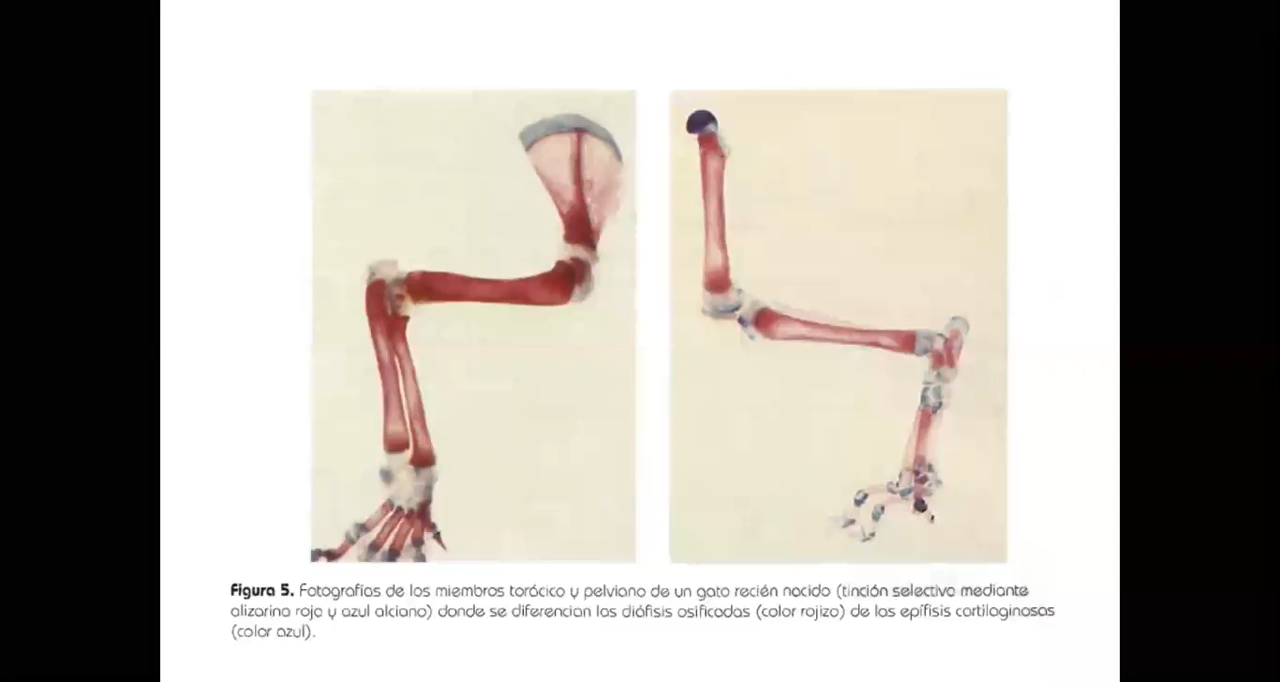 Figura 5. Fotografías de los miembros torácico y pelviano de un gato recién nacido (tinción selectiva mediante
alizarina roja y azul alciano) donde se diferencian las diáfisis osificadas (color rojizo) de las epífisis cartilaginosas
(color azul).